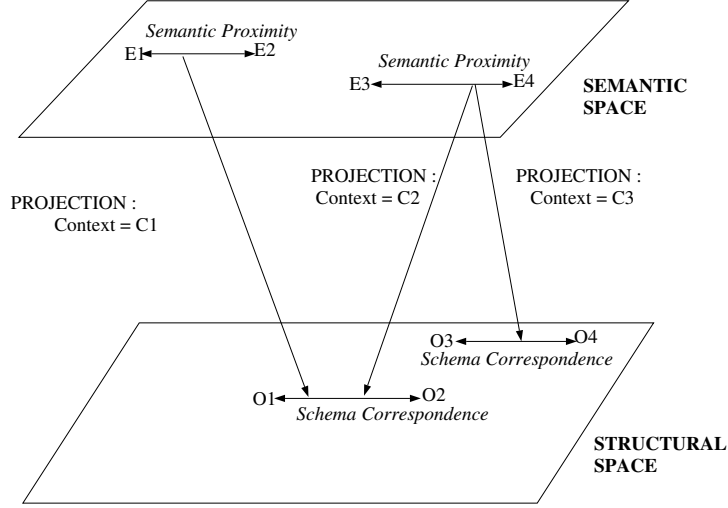 Semantic Proximity
E1 E2
Semantic Proximity
E3 E4
SEMANTIC
SPACE
PROJECTION :
Context = C1
PROJECTION :
Context = C2
PROJECTION :
Context = C3
O3 O4
Schema Correspondence
O1 O2
Schema Correspondence
STRUCTURAL
SPACE